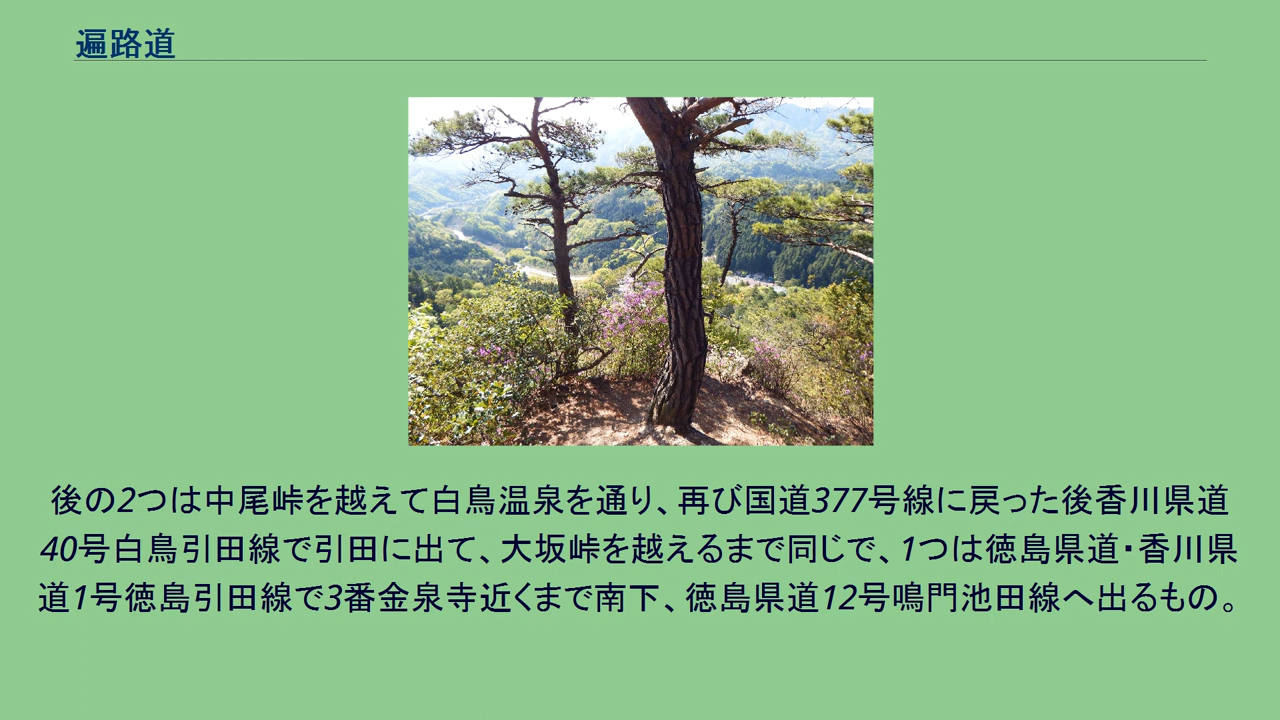 遍路道
後の2つは中尾峠を越えて白鳥温泉を通り、再び国道377号線に戻った後香川県道
40号白鳥引田線で引田に出て、大坂峠を越えるまで同じで、1つは徳島県道・香川県
道1号徳島引田線で3番金泉寺近くまで南下、徳島県道12号鳴門池田線へ出るもの。